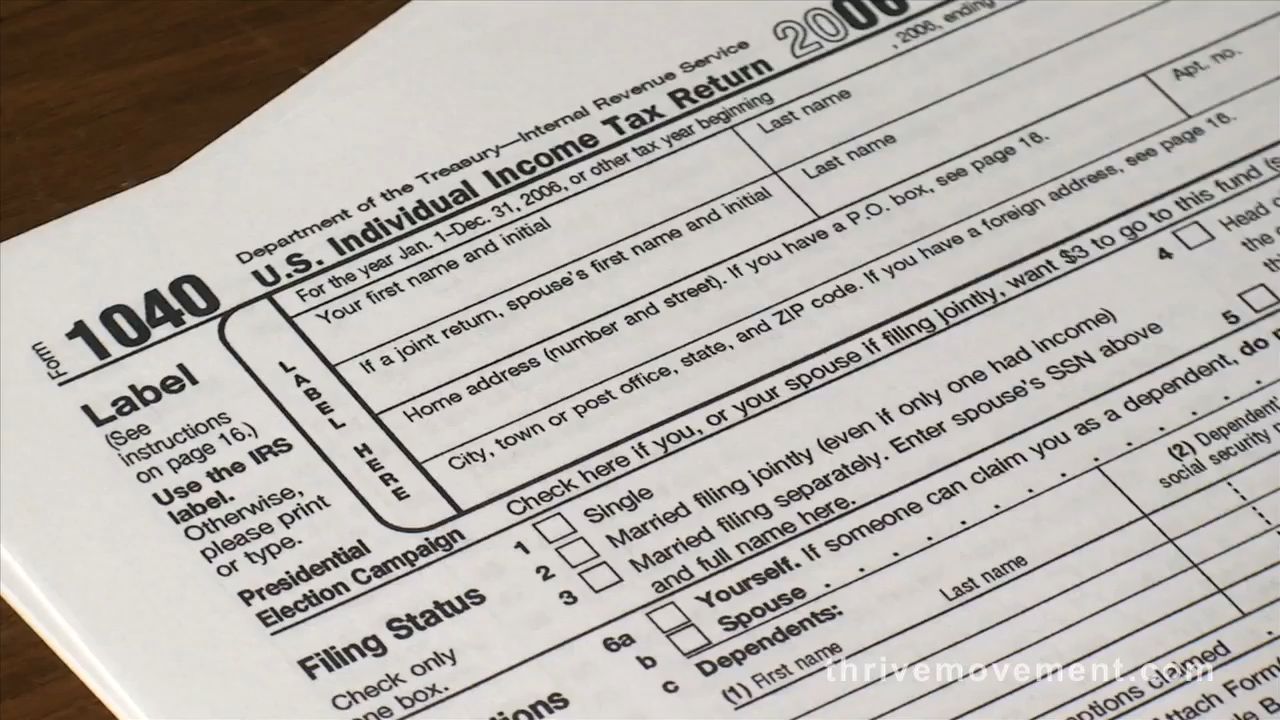 Department of the Treasury—Internal Revenue Service
Form 1040 U.S. Individual Income Tax Return 2006
For the year Jan. 1–Dec. 31, 2006, or other tax year beginning , 2006, ending
Label
(See
instructions
on page 16.)
Use the IRS
label.
Otherwise,
please print
or type.
LABEL HERE
Your first name and initial Last name
If a joint return, spouse's first name and initial Last name
Home address (number and street). If you have a P.O. box, see page 16. Apt. no.
City, town or post office, state, and ZIP code. If you have a foreign address, see page 16.
Presidential
Election Campaign Check here if you, or your spouse if filing jointly, want $3 to go to this fund
Filing Status
Check only
one box.
1 Single
2 Married filing jointly (even if only one had income)
3 Married filing separately. Enter spouse's SSN above
and full name here.
4 Head
the
5
6a Yourself. If someone can claim you as a dependent, do
b Spouse
c Dependents:
(1) First name Last name
(2) Dependent
social security
claimed
thrivemovement.com